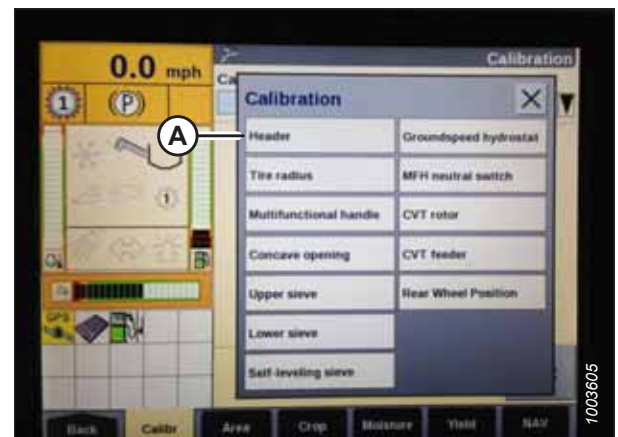 0.0 mph
Calibration
Ca
1
P
Calibration
A
Header
Groundspeed hydrostat
Tire radius
MFH neutral switch
1
Multifunctional handle
CVT rotor
Concave opening
CVT feeder
Upper sieve
Rear Wheel Position
GPS
Lower sieve
Self-leveling sieve
Back
Calibr
Area
Crop
Moisture
Yield
NAV
1003605